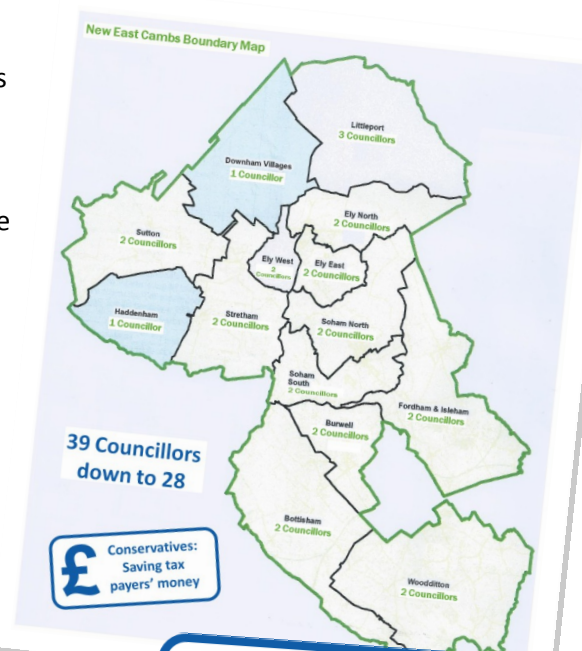 s
e
New East Cambs Boundary Map
Littleport
3 Councillors
Downham Villages
1 Councillor
Ely North
2 Councillors
Sutton
2 Councillors
Ely West
2
Councillors
Ely East
2 Councillors
Haddenham
1 Councillor
Stretham
2 Councillors
Soham North
2 Councillors
Soham
South
2 Councillors
Fordham & Isleham
2 Councillors
Burwell
2 Councillors
39 Councillors
down to 28
Bottisham
2 Councillors
£
Conservatives:
Saving tax
payers' money
Woodditton
2 Councillors